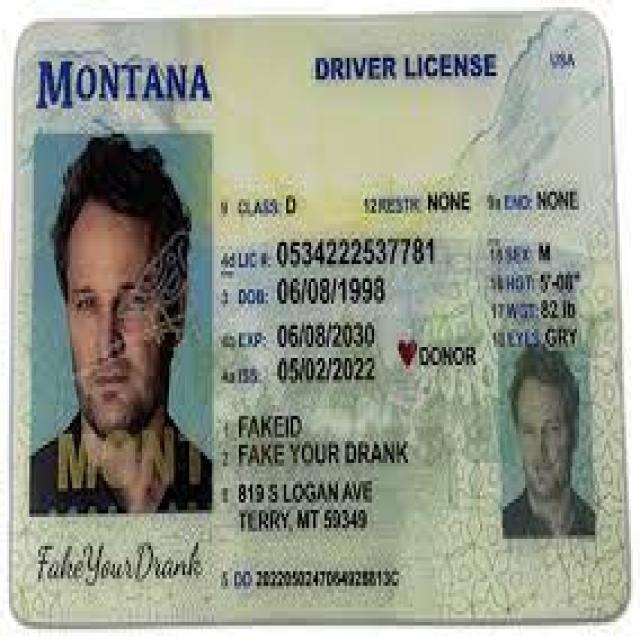 MONTANA
DRIVER LICENSE
USA
9 CLASS: D
12 RESTR: NONE
9a END: NONE
4d LIC #: 0534222537781
3 DOB: 06/08/1998
4b EXP: 06/08/2030
4a ISS: 05/02/2022
15 SEX: M
16 HGT: 5'-08"
17 WGT: 82 lb
18 EYES: GRY
DONOR
1 FAKEID
2 FAKE YOUR DRANK
8 819 S LOGAN AVE
TERRY, MT 59349
MONT
FakeYourDrank
5 DD